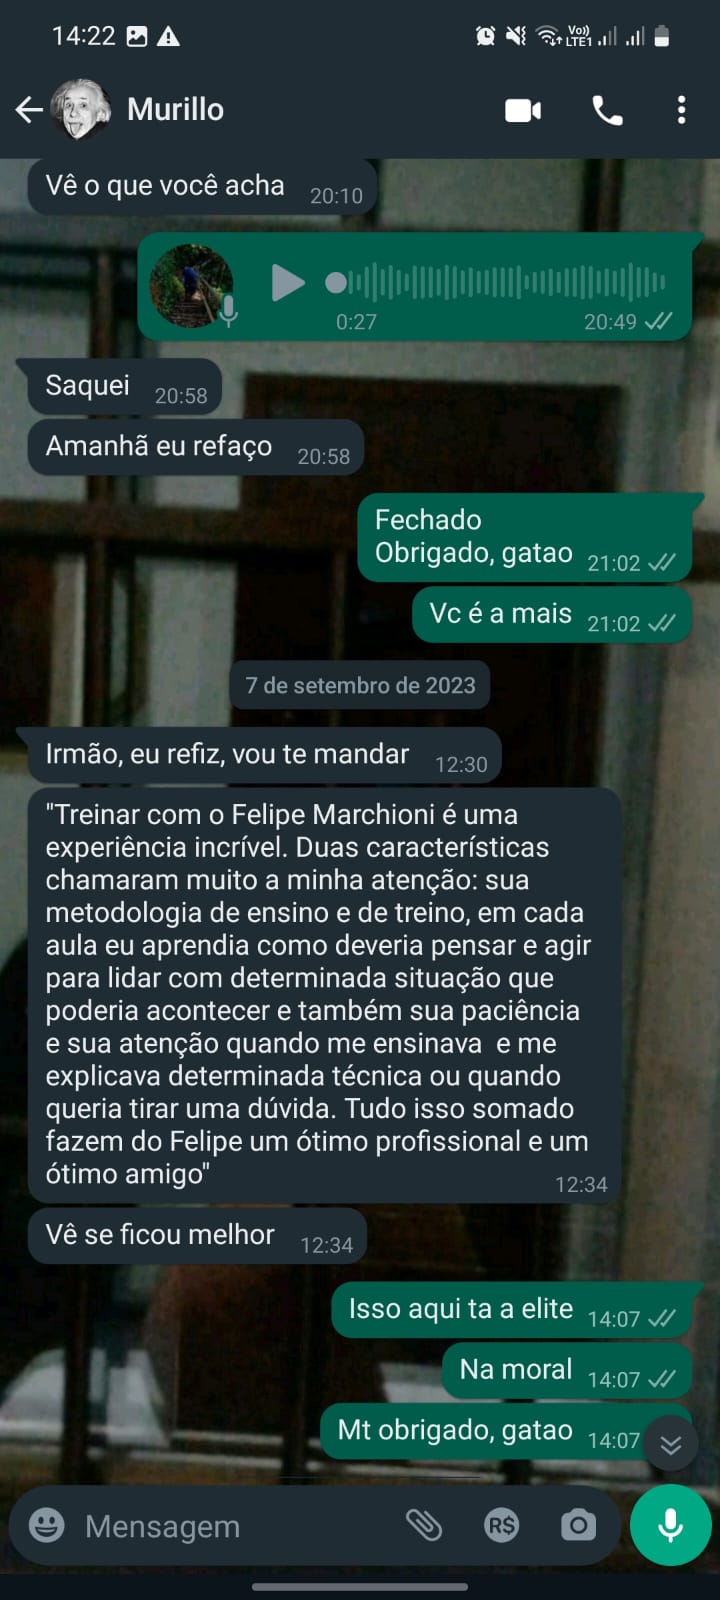 14:22
Vo))
LTE1
Murillo
Vê o que você acha 20:10
0:27 20:49
Saquei 20:58
Amanhã eu refaço 20:58
Fechado
Obrigado, gatao 21:02
Vc é a mais 21:02
7 de setembro de 2023
Irmão, eu refiz, vou te mandar 12:30
"Treinar com o Felipe Marchioni é uma
experiência incrível. Duas características
chamaram muito a minha atenção: sua
metodologia de ensino e de treino, em cada
aula eu aprendia como deveria pensar e agir
para lidar com determinada situação que
poderia acontecer e também sua paciência
e sua atenção quando me ensinava  e me
explicava determinada técnica ou quando
queria tirar uma dúvida. Tudo isso somado
fazem do Felipe um ótimo profissional e um
ótimo amigo" 12:34
Vê se ficou melhor 12:34
Isso aqui ta a elite 14:07
Na moral 14:07
Mt obrigado, gatao 14:07
Mensagem R$